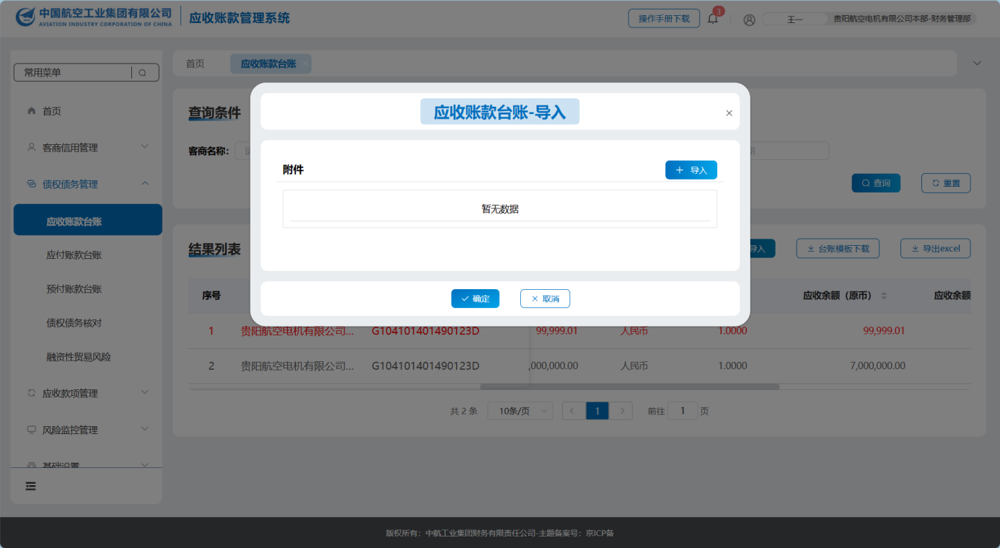 中国航空工业集团有限公司
AVIATION INDUSTRY CORPORATION OF CHINA
应收账款管理系统
操作手册下载
3
王一
贵阳航空电机有限公司本部-财务管理部
常用菜单
首页
应收账款台账
首页
客商信用管理
债权债务管理
应收账款台账
应付账款台账
预付账款台账
债权债务核对
融资性贸易风险
应收款项管理
风险监控管理
基础设置
查询条件
客商名称:
查询
重置
应收账款台账-导入
附件
导入
暂无数据
确定
取消
结果列表
导入
台账模板下载
导出excel
序号
应收余额（原币）
应收余额
1 贵阳航空电机有限公司... G104101401490123D 99,999.01 人民币 1.0000 99,999.01
2 贵阳航空电机有限公司... G104101401490123D ,000,000.00 人民币 1.0000 7,000,000.00
共 2 条 10条/页 1 前往 1 页
版权所有：中航工业集团财务有限责任公司-主题备案号：京ICP备